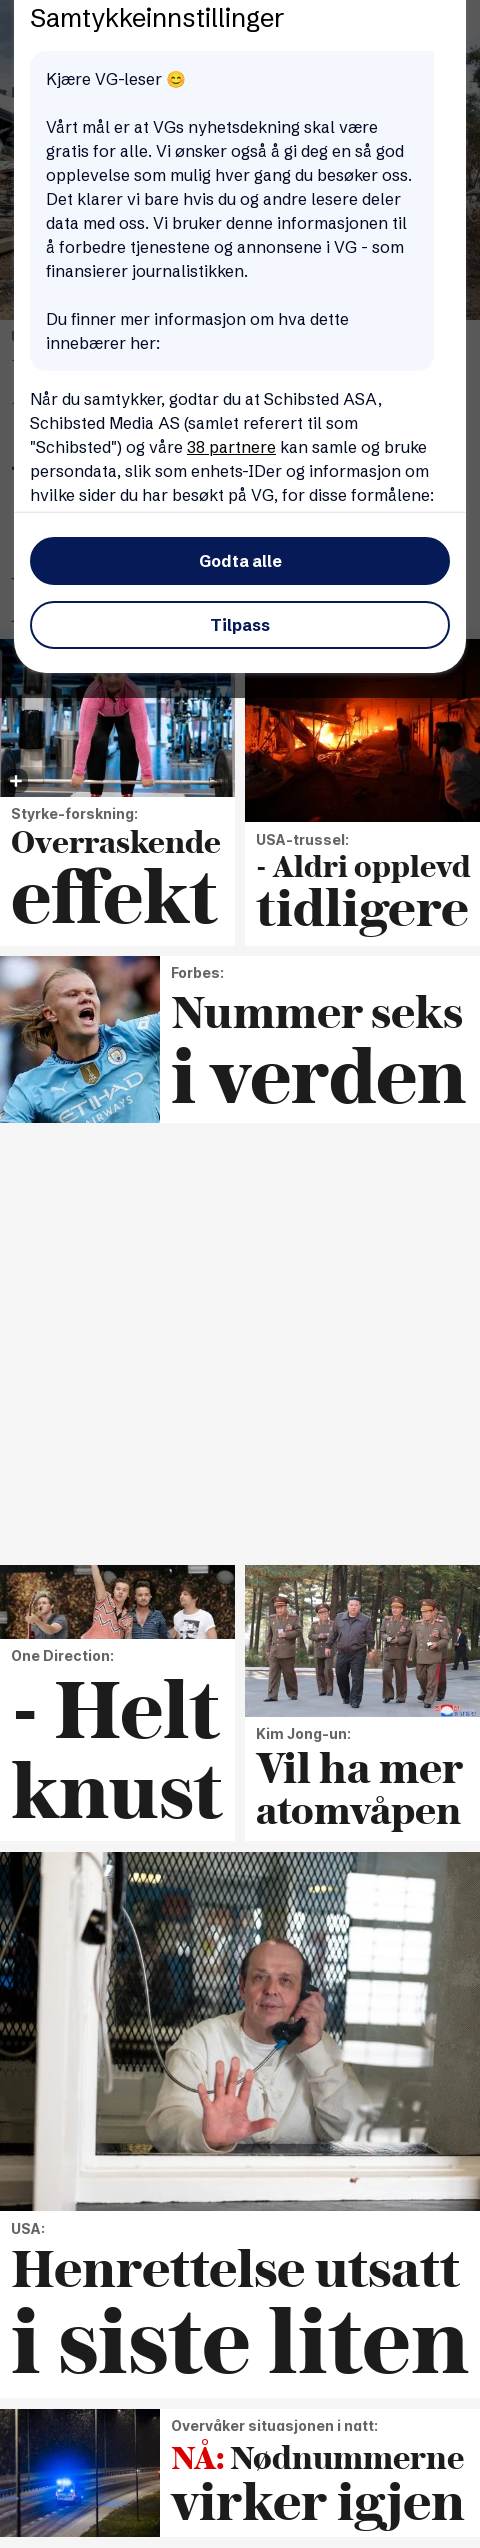 Samtykkeinnstillinger
Kjære VG-leser 😊
Vårt mål er at VGs nyhetsdekning skal være
gratis for alle. Vi ønsker også å gi deg en så god
opplevelse som mulig hver gang du besøker oss.
Det klarer vi bare hvis du og andre lesere deler
data med oss. Vi bruker denne informasjonen til
å forbedre tjenestene og annonsene i VG - som
finansierer journalistikken.
Du finner mer informasjon om hva dette
innebærer her:
Når du samtykker, godtar du at Schibsted ASA,
Schibsted Media AS (samlet referert til som
"Schibsted") og våre 38 partnere kan samle og bruke
persondata, slik som enhets-IDer og informasjon om
hvilke sider du har besøkt på VG, for disse formålene:
Godta alle
Tilpass
Styrke-forskning:
Overraskende
effekt
USA-trussel:
- Aldri opplevd
tidligere
Forbes:
Nummer seks
i verden
ETIHAD
AIRWAYS
One Direction:
- Helt
knust
Kim Jong-un:
Vil ha mer
atomvåpen
USA:
Henrettelse utsatt
i siste liten
Overvåker situasjonen i natt:
NÅ: Nødnummerne
virker igjen